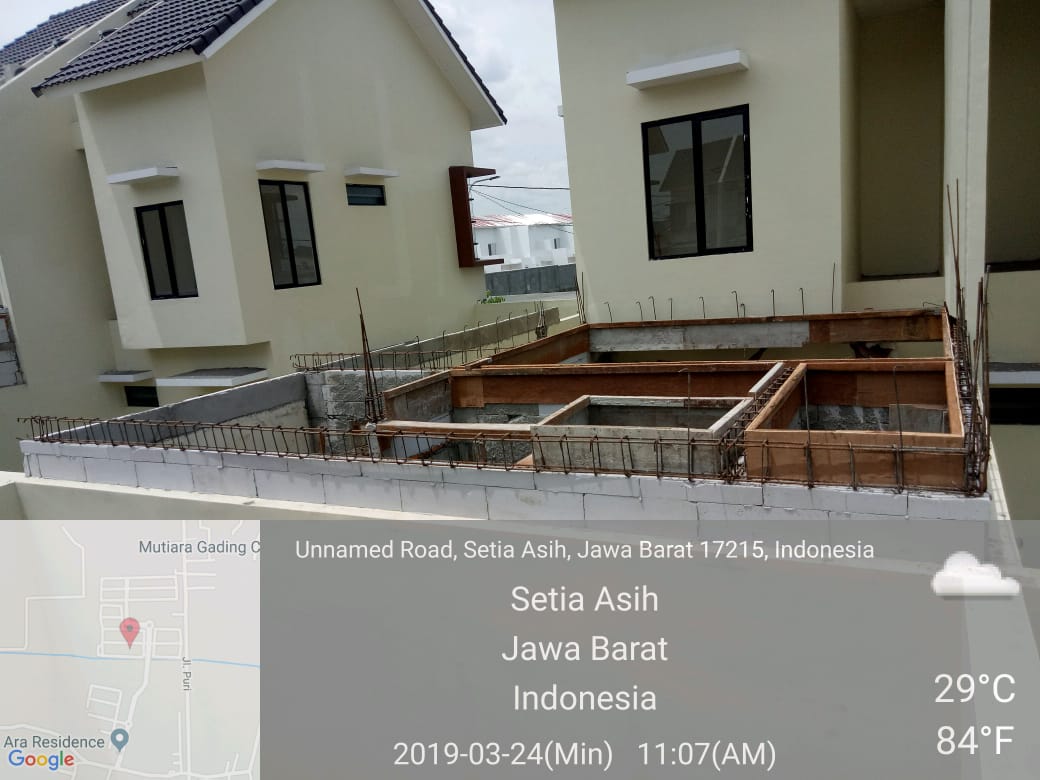 Mutiara Gading C
Jl. Puri
Ara Residence
Google
Unnamed Road, Setia Asih, Jawa Barat 17215, Indonesia
Setia Asih
Jawa Barat
Indonesia
2019-03-24(Min) 11:07(AM)
29°C
84°F